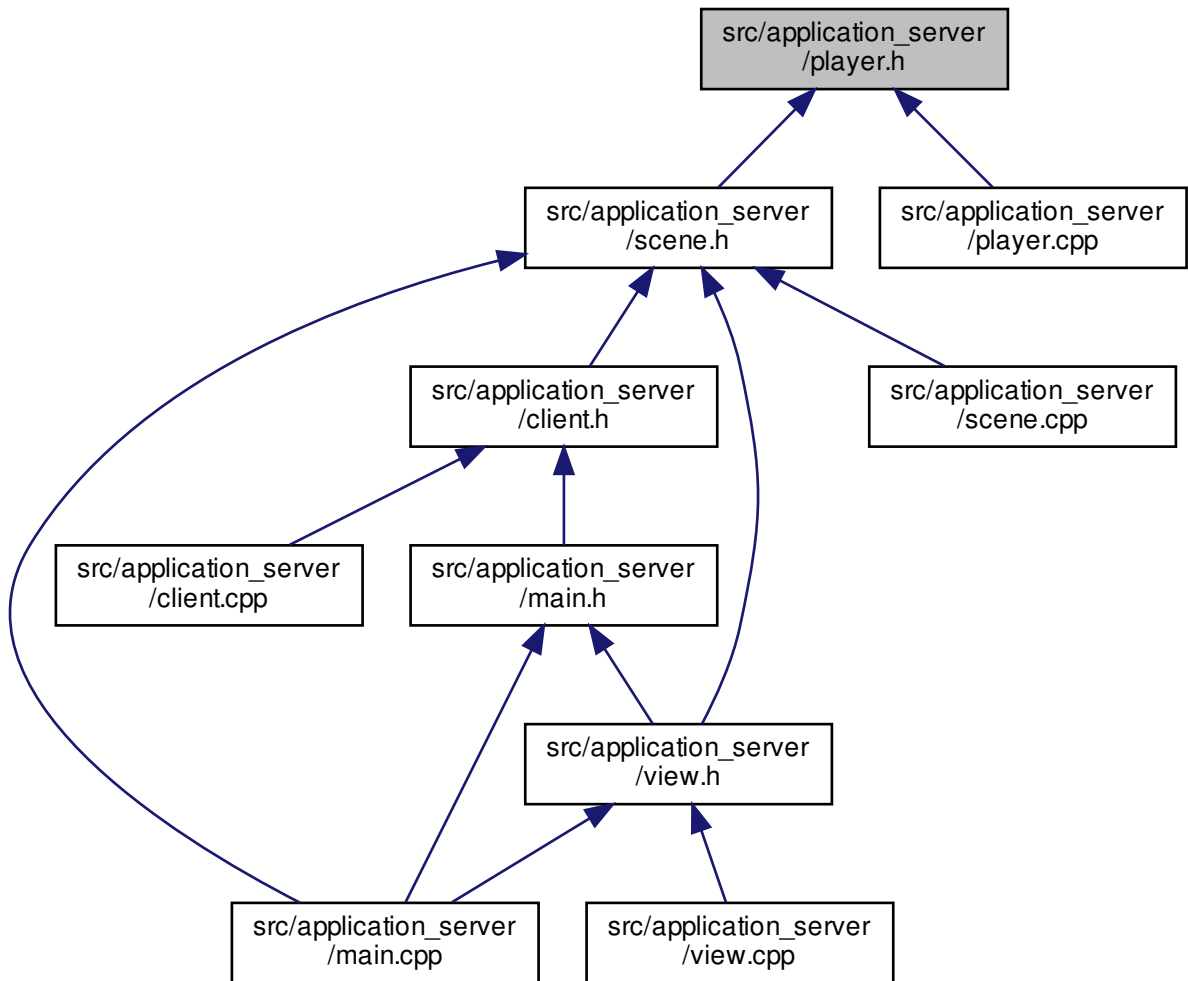 src/application_server
/player.h
src/application_server
/scene.h
src/application_server
/player.cpp
src/application_server
/client.h
src/application_server
/scene.cpp
src/application_server
/client.cpp
src/application_server
/main.h
src/application_server
/view.h
src/application_server
/main.cpp
src/application_server
/view.cpp